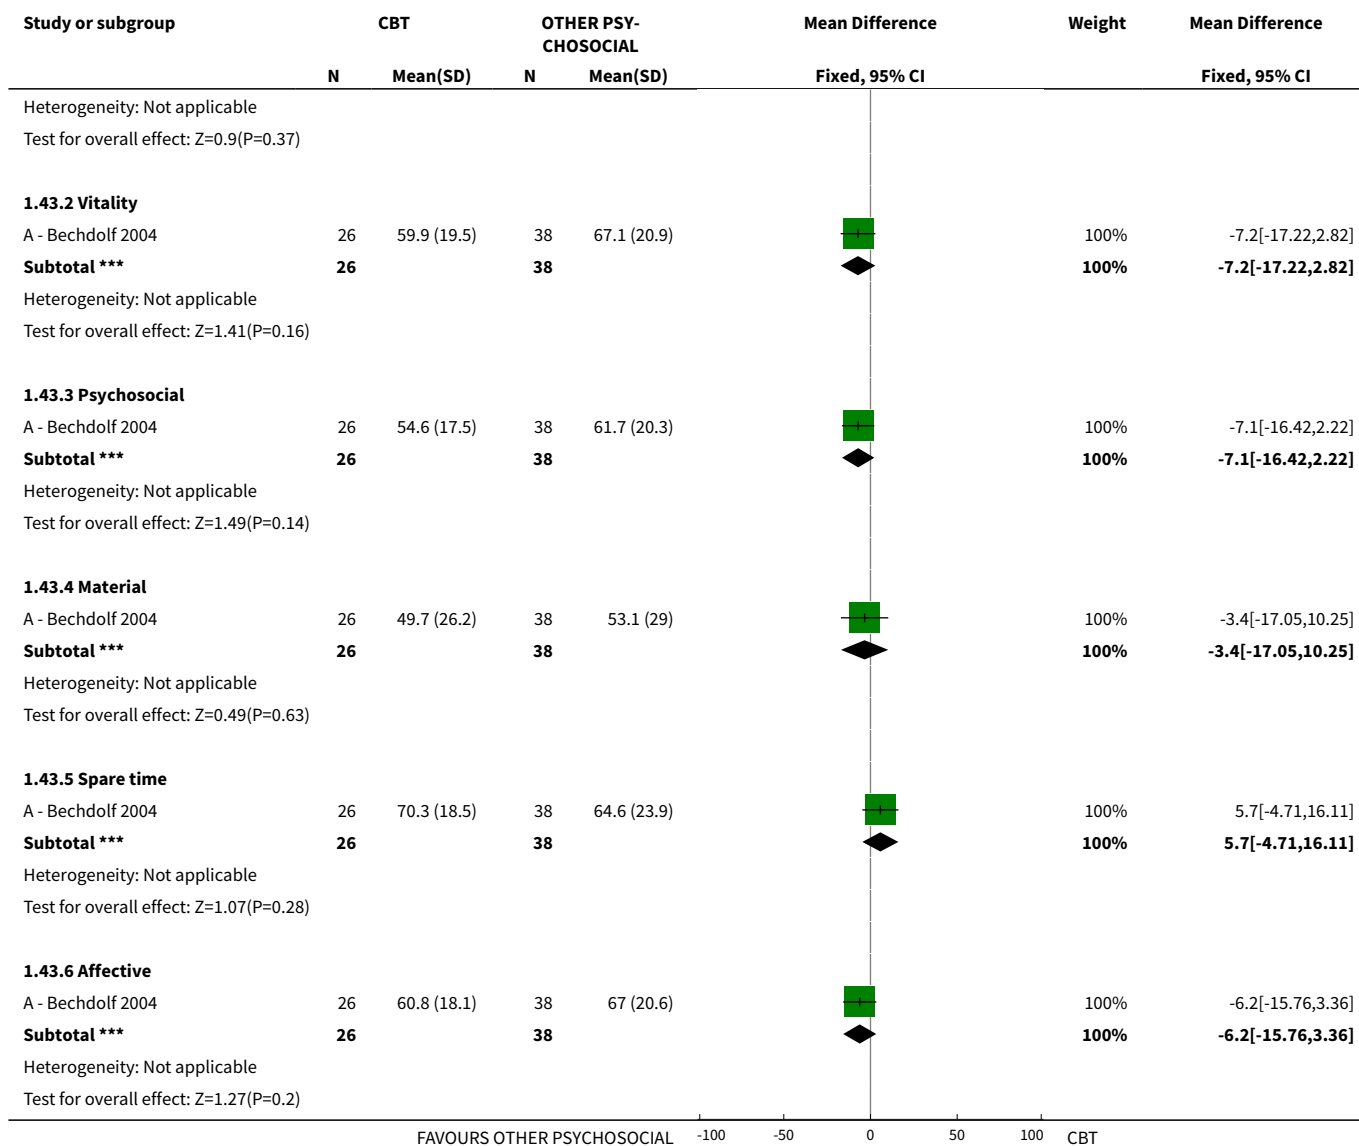 Study or subgroup CBT OTHER PSY- Mean Difference Weight Mean Difference
CHOSOCIAL
N Mean(SD) N Mean(SD) Fixed, 95% CI Fixed, 95% CI
Heterogeneity: Not applicable
Test for overall effect: Z=0.9(P=0.37)
1.43.2 Vitality
A - Bechdolf 2004 26 59.9 (19.5) 38 67.1 (20.9) 100% -7.2[-17.22,2.82]
Subtotal *** 26 38 100% -7.2[-17.22,2.82]
Heterogeneity: Not applicable
Test for overall effect: Z=1.41(P=0.16)
1.43.3 Psychosocial
A - Bechdolf 2004 26 54.6 (17.5) 38 61.7 (20.3) 100% -7.1[-16.42,2.22]
Subtotal *** 26 38 100% -7.1[-16.42,2.22]
Heterogeneity: Not applicable
Test for overall effect: Z=1.49(P=0.14)
1.43.4 Material
A - Bechdolf 2004 26 49.7 (26.2) 38 53.1 (29) 100% -3.4[-17.05,10.25]
Subtotal *** 26 38 100% -3.4[-17.05,10.25]
Heterogeneity: Not applicable
Test for overall effect: Z=0.49(P=0.63)
1.43.5 Spare time
A - Bechdolf 2004 26 70.3 (18.5) 38 64.6 (23.9) 100% 5.7[-4.71,16.11]
Subtotal *** 26 38 100% 5.7[-4.71,16.11]
Heterogeneity: Not applicable
Test for overall effect: Z=1.07(P=0.28)
1.43.6 Affective
A - Bechdolf 2004 26 60.8 (18.1) 38 67 (20.6) 100% -6.2[-15.76,3.36]
Subtotal *** 26 38 100% -6.2[-15.76,3.36]
Heterogeneity: Not applicable
Test for overall effect: Z=1.27(P=0.2)
FAVOURS OTHER PSYCHOSOCIAL -100 -50 0 50 100 CBT